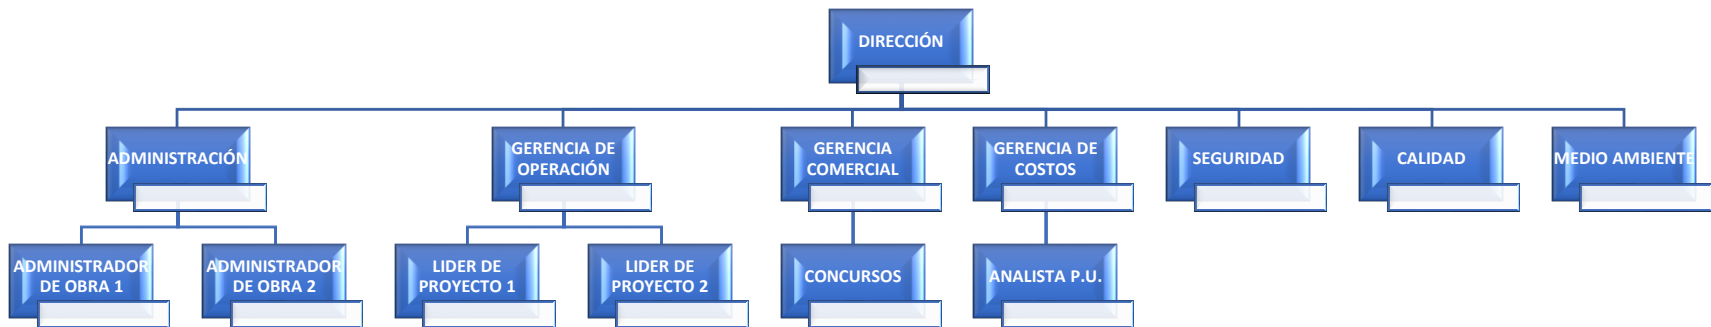 DIRECCIÓN
ADMINISTRACIÓN
GERENCIA DE
OPERACIÓN
GERENCIA
COMERCIAL
GERENCIA DE
COSTOS
SEGURIDAD
CALIDAD
MEDIO AMBIENTE
ADMINISTRADOR
DE OBRA 1
ADMINISTRADOR
DE OBRA 2
LIDER DE
PROYECTO 1
LIDER DE
PROYECTO 2
CONCURSOS
ANALISTA P.U.